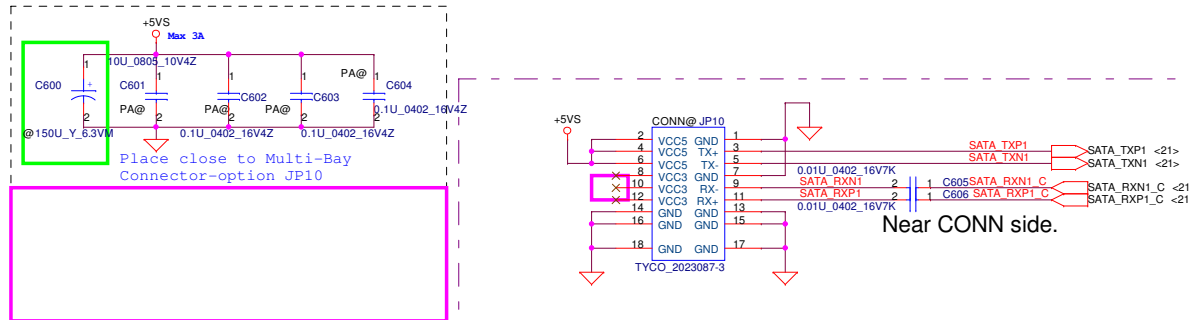 +5VS
Max 3A
10U_0805_10V4Z
1
C600
+
2
@150U_Y_6.3VM
1
C601
PA@
2
1
C602
PA@
2
0.1U_0402_16V4Z
1
C603
PA@
2
0.1U_0402_16V4Z
1
PA@
C604
2
0.1U_0402_16V4Z
Place close to Multi-Bay
Connector-option JP10
+5VS
CONN@ JP10
2 VCC5 GND 1
4 VCC5 TX+ 3 SATA_TXP1 SATA_TXP1 <21>
6 VCC5 TX- 5 SATA_TXN1 SATA_TXN1 <21>
8 VCC3 GND 7 0.01U_0402_16V7K
10 VCC3 RX- 9 SATA_RXN1 2 1 C605 SATA_RXN1_C SATA_RXN1_C <21
12 VCC3 RX+ 11 SATA_RXP1 2 1 C606 SATA_RXP1_C SATA_RXP1_C <21
14 GND GND 13 0.01U_0402_16V7K
16 GND GND 15
18 GND GND 17
TYCO_2023087-3
Near CONN side.